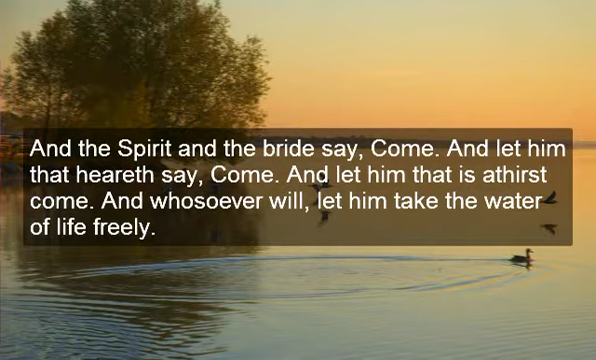 And the Spirit and the bride say, Come. And let him
that heareth say, Come. And let him that is athirst
come. And whosoever will, let him take the water
of life freely.